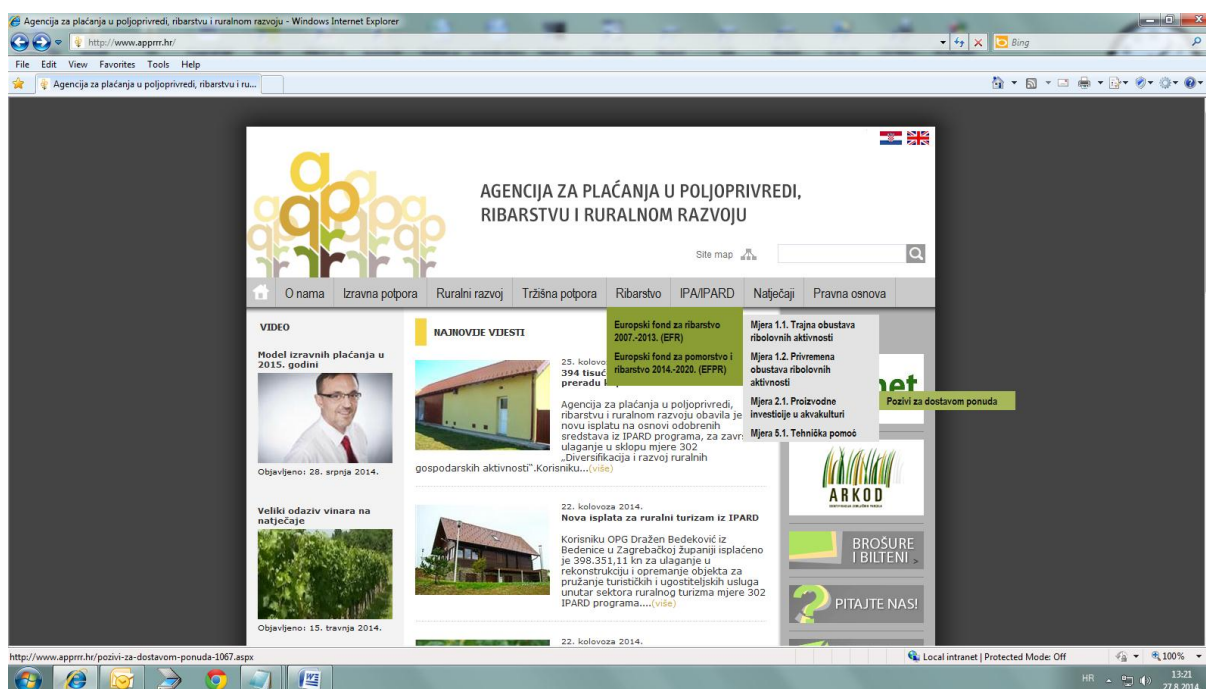 Agencija za plaćanja u poljoprivredi, ribarstvu i ruralnom razvoju - Windows Internet Explorer
http://www.apprrr.hr/
Bing
File Edit View Favorites Tools Help
Agencija za plaćanja u poljoprivredi, ribarstvu i ru...
AGENCIJA ZA PLAĆANJA U POLJOPRIVREDI,
RIBARSTVU I RURALNOM RAZVOJU
Site map
O nama Izravna potpora Ruralni razvoj Tržišna potpora Ribarstvo IPA/IPARD Natječaji Pravna osnova
VIDEO
Model izravnih plaćanja u
2015. godini
Objavljeno: 28. srpnja 2014.
Veliki odaziv vinara na
natječaje
Objavljeno: 15. travnja 2014.
NAJNOVIJE VIJESTI
25. kolovo
394 tisuć
preradu k
Agencija za plaćanja u poljoprivredi,
ribarstvu i ruralnom razvoju obavila je
novu isplatu na osnovi odobrenih
sredstava iz IPARD programa, za završ
ulaganje u sklopu mjere 302
„Diversifikacija i razvoj ruralnih
gospodarskih aktivnosti“.Korisniku...(više)
22. kolovoza 2014.
Nova isplata za ruralni turizam iz IPARD
Korisniku OPG Dražen Bedeković iz
Bedenice u Zagrebačkoj županiji isplaćeno
je 398.351,11 kn za ulaganje u
rekonstrukciju i opremanje objekta za
pružanje turističkih i ugostiteljskih usluga
unutar sektora ruralnog turizma mjere 302
IPARD programa....(više)
22. kolovoza 2014.
Europski fond za ribarstvo
2007.-2013. (EFR)
Europski fond za pomorstvo i
ribarstvo 2014.-2020. (EFPR)
Mjera 1.1. Trajna obustava
ribolovnih aktivnosti
Mjera 1.2. Privremena
obustava ribolovnih
aktivnosti
Mjera 2.1. Proizvodne
investicije u akvakulturi
Mjera 5.1. Tehnička pomoć
Pozivi za dostavom ponuda
net
ARKOD
BROŠURE
I BILTENI >
PITAJTE NAS!
http://www.apprrr.hr/pozivi-za-dostavom-ponuda-1067.aspx
Local intranet | Protected Mode: Off
100%
HR
13:21
27.8.2014